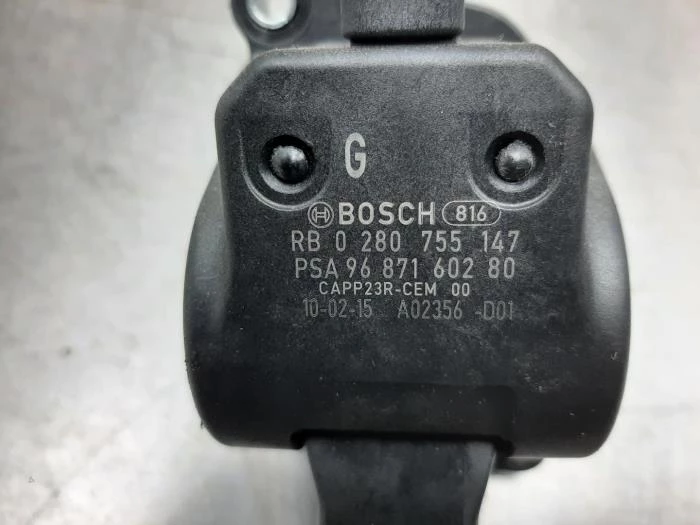 G
BOSCH 816
RB 0 280 755 147
PSA 96 871 602 80
CAPP23R-CEM 00
10-02-15 A02356 -D01